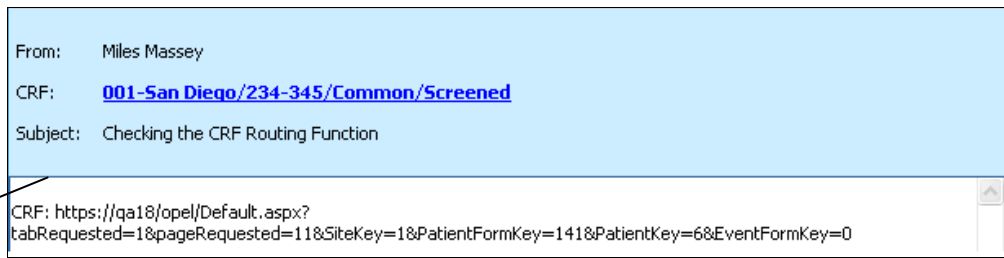 From: Miles Massey
CRF: 001-San Diego/234-345/Common/Screened
Subject: Checking the CRF Routing Function
CRF: https://qa18/opel/Default.aspx?
tabRequested=1&pageRequested=11&SiteKey=1&PatientFormKey=141&PatientKey=6&EventFormKey=0